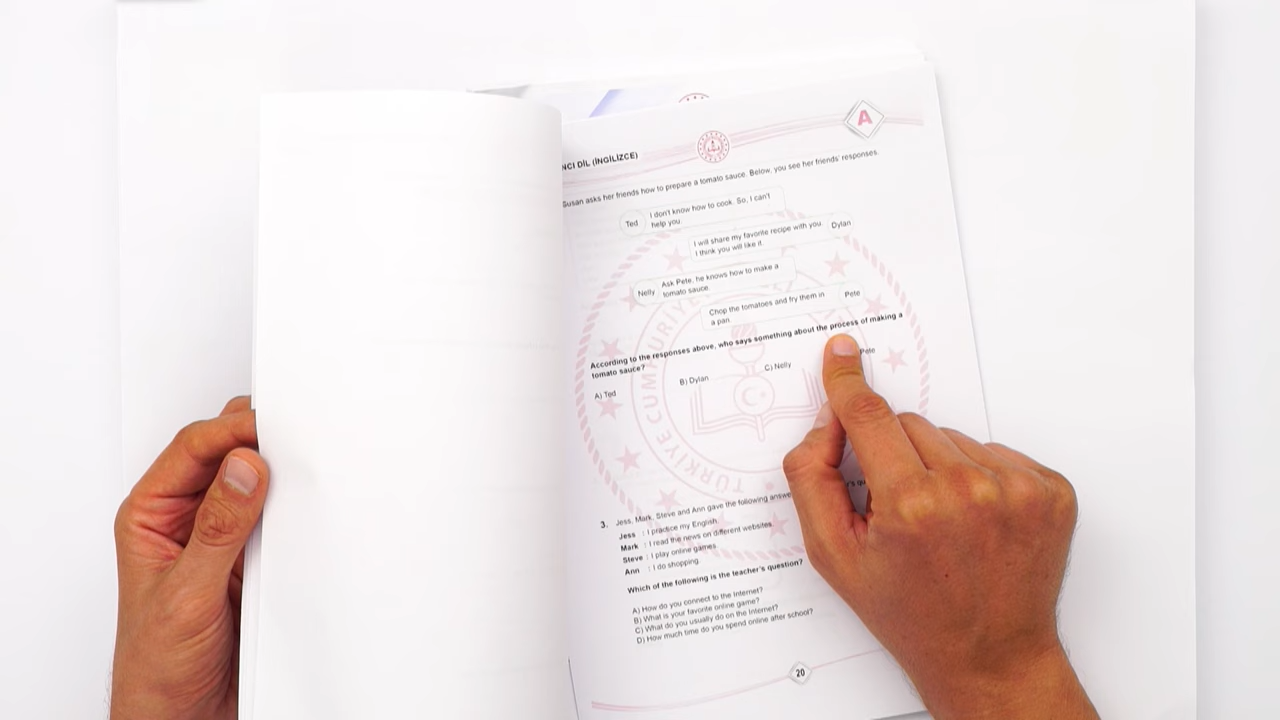 A
NCİ DİL (İNGİLİZCE)
Susan asks her friends how to prepare a tomato sauce. Below, you see her friends' responses.
Ted
I don't know how to cook. So, I can't
help you.
I will share my favorite recipe with you.
I think you will like it.
Dylan
Nelly
Ask Pete, he knows how to make a
tomato sauce.
Chop the tomatoes and fry them in
a pan.
Pete
According to the responses above, who says something about the process of making a
tomato sauce?
A) Ted
B) Dylan
C) Nelly
Pete
TÜRKİYE CUMHURİYE
3. Jess, Mark, Steve and Ann gave the following
Jess : I practice my English.
Mark : I read the news on different websites.
Steve : I play online games.
Ann : I do shopping.
Which of the following is the teacher's question?
A) How do you connect to the Internet?
B) What is your favorite online game?
C) What do you usually do on the Internet?
D) How much time do you spend online after school?
20